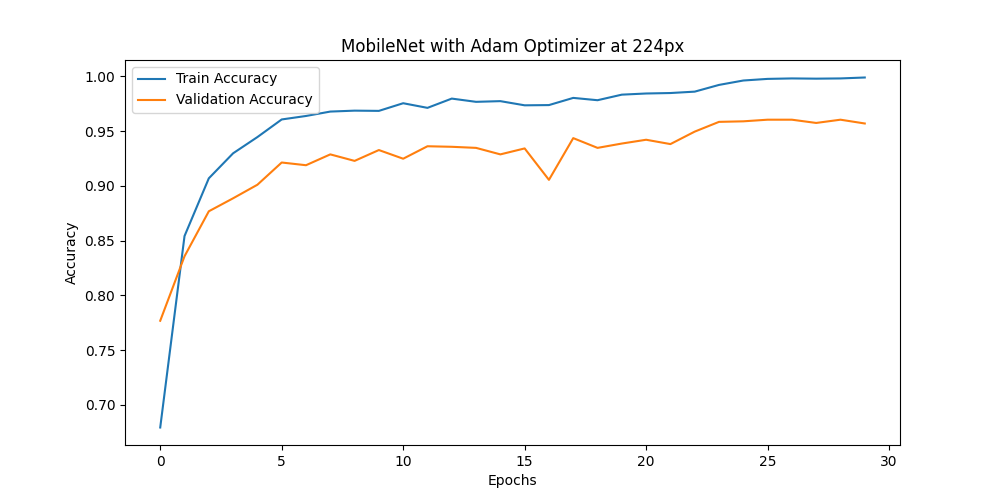 MobileNet with Adam Optimizer at 224px
Train Accuracy
Validation Accuracy
1.00
0.95
0.90
0.85
0.80
0.75
0.70
Accuracy
0 5 10 15 20 25 30
Epochs